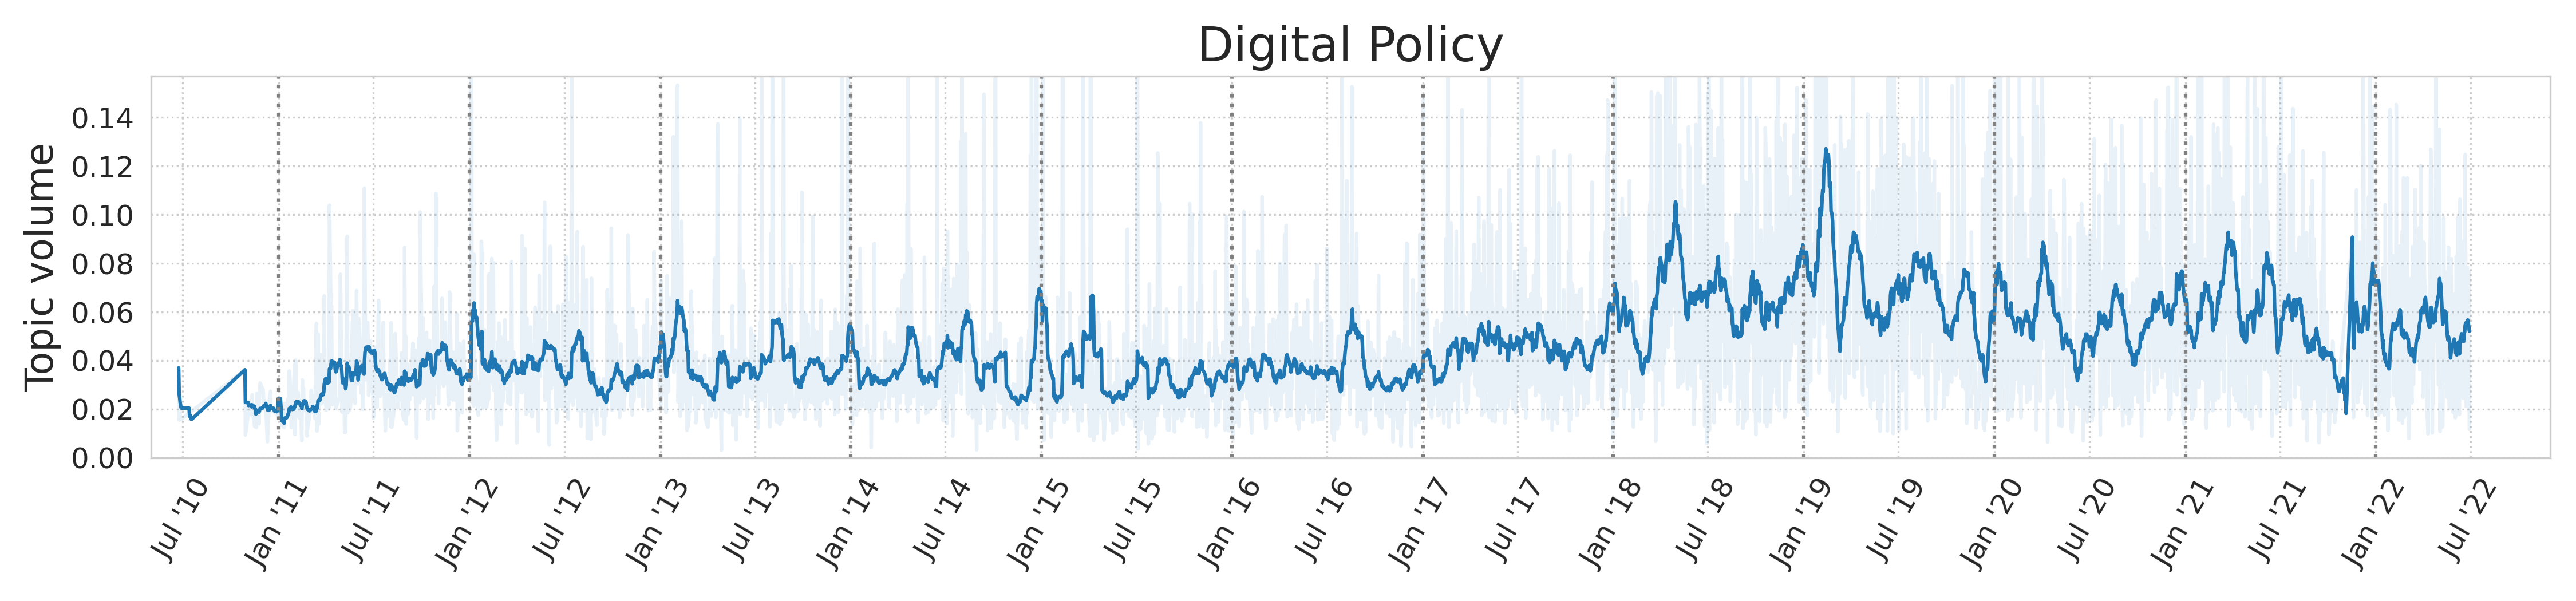 Digital Policy
Topic volume
0.14
0.12
0.10
0.08
0.06
0.04
0.02
0.00
Jul '10
Jan '11
Jul '11
Jan '12
Jul '12
Jan '13
Jul '13
Jan '14
Jul '14
Jan '15
Jul '15
Jan '16
Jul '16
Jan '17
Jul '17
Jan '18
Jul '18
Jan '19
Jul '19
Jan '20
Jul '20
Jan '21
Jul '21
Jan '22
Jul '22